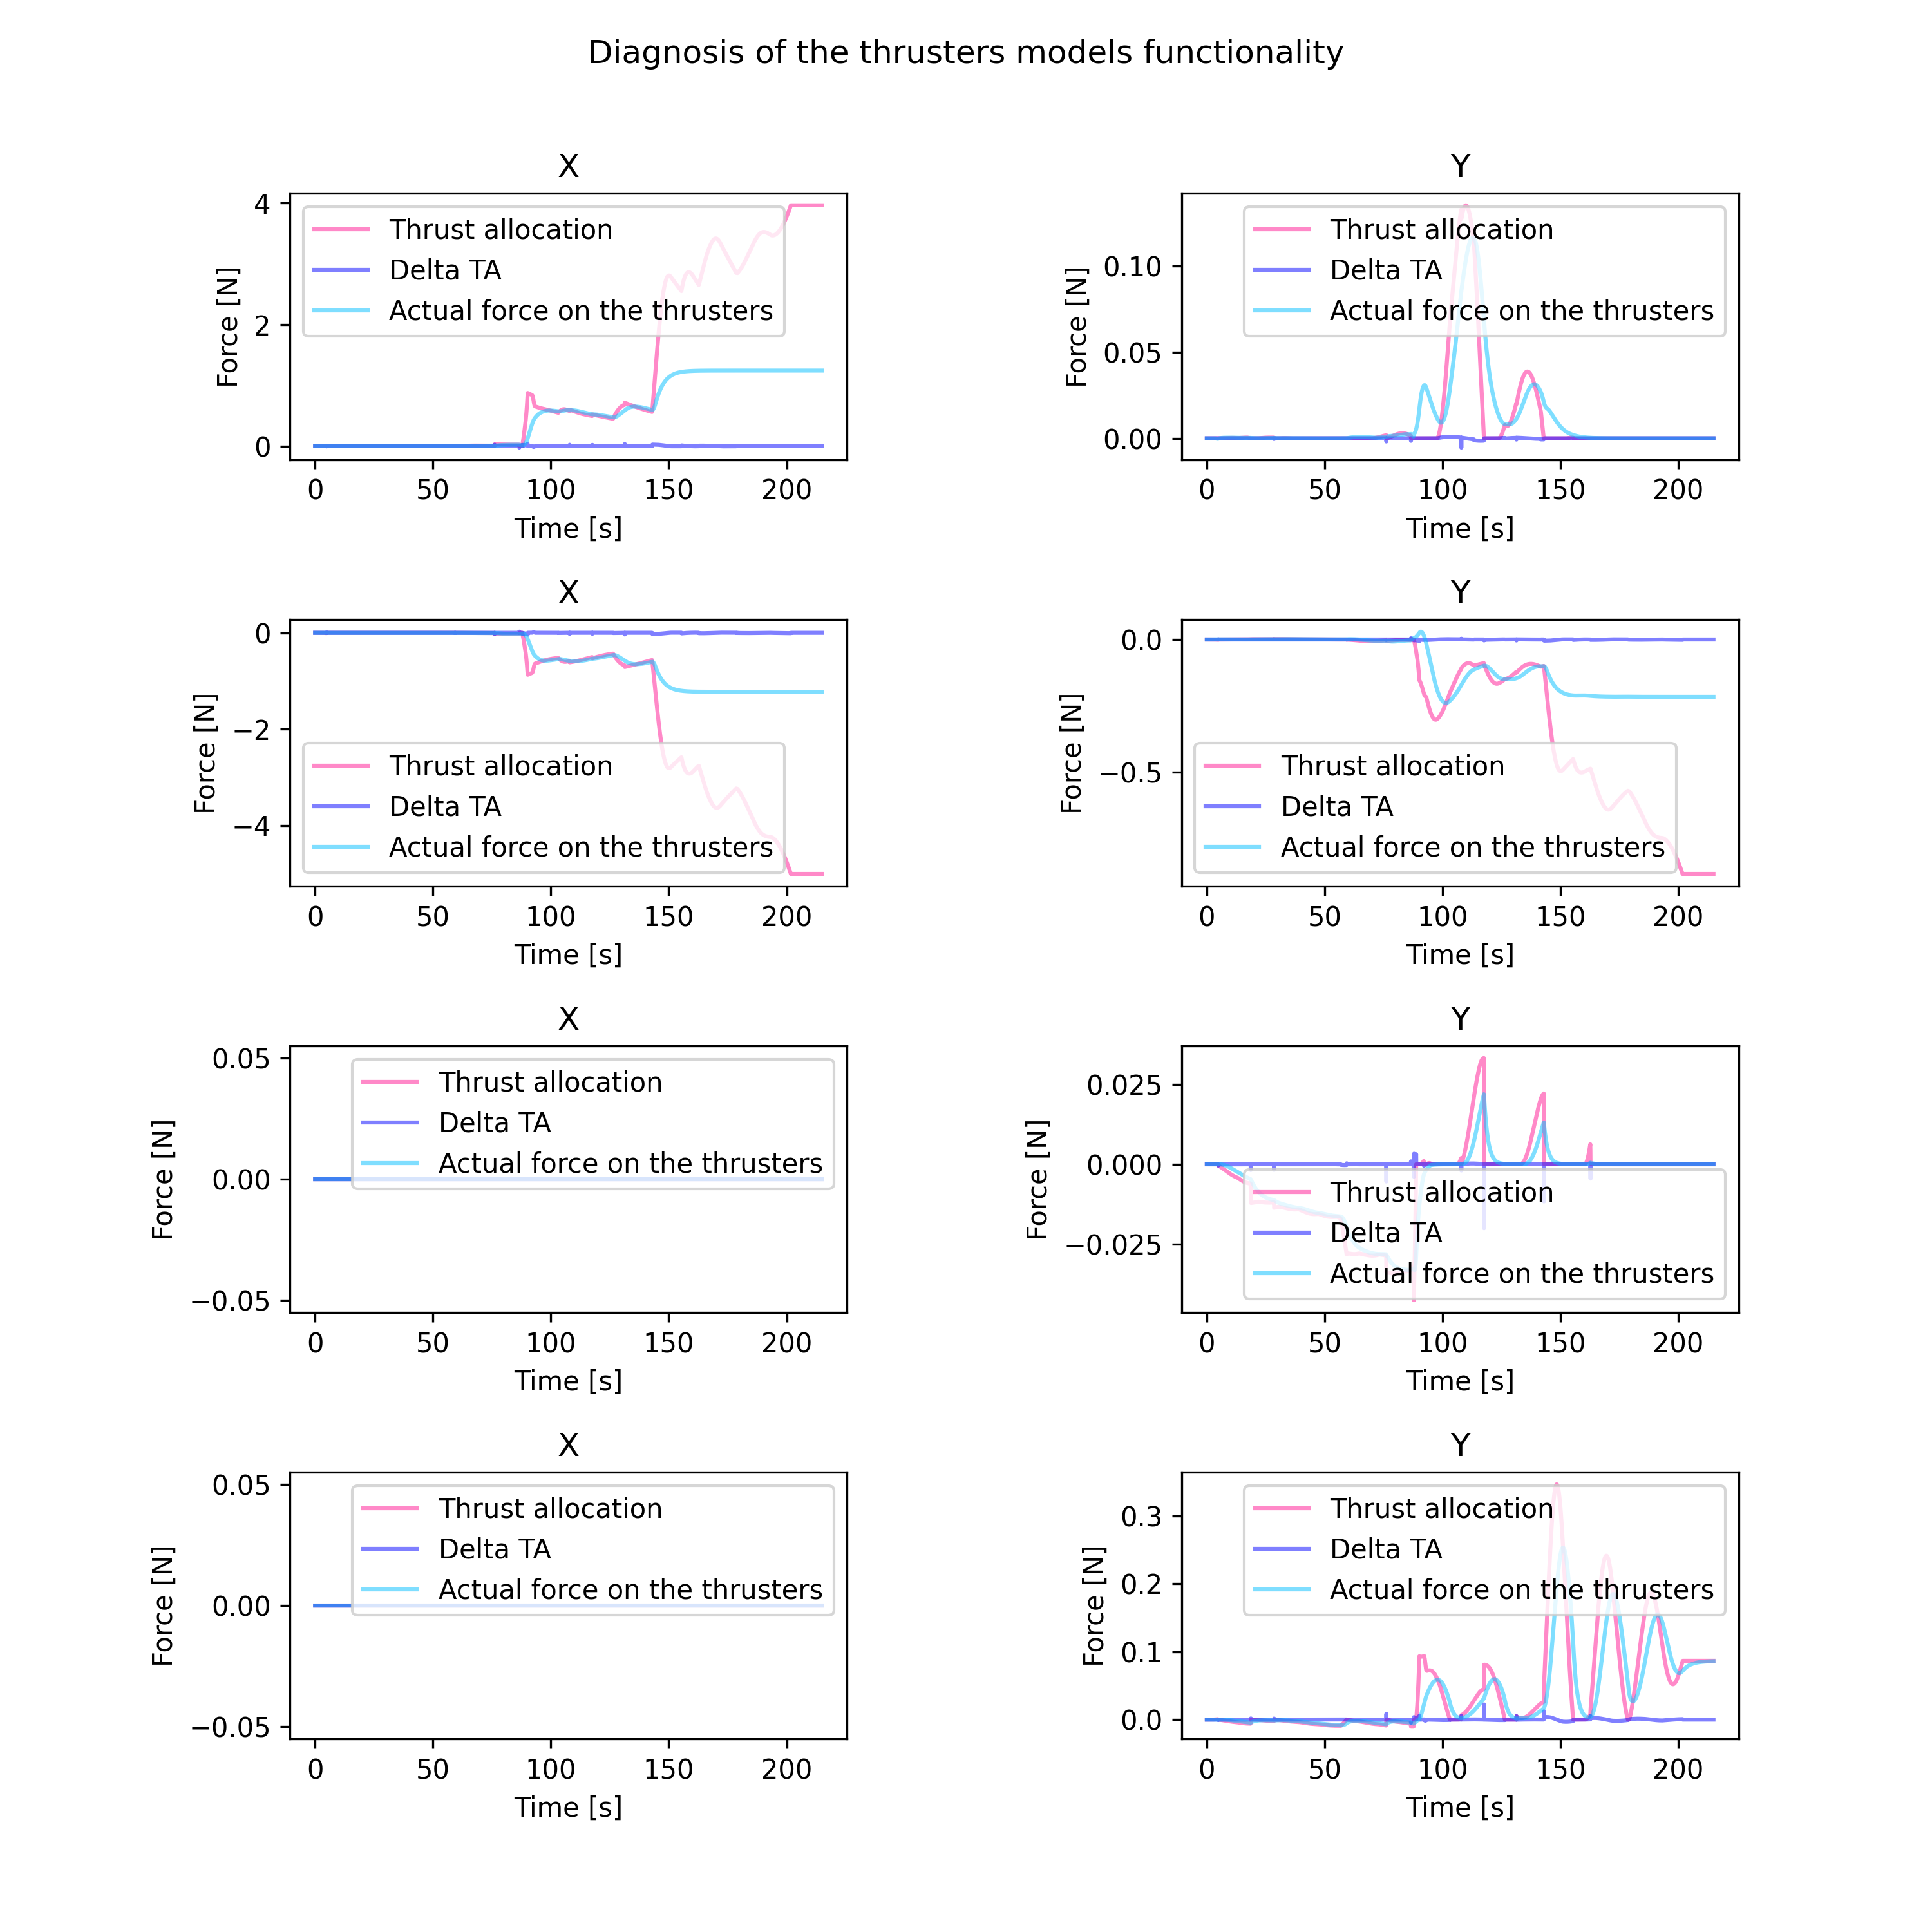 Diagnosis of the thrusters models functionality
X
4
2
0
Force [N]
Thrust allocation
Delta TA
Actual force on the thrusters
0 50 100 150 200
Time [s]
Y
0.10
0.05
0.00
Force [N]
Thrust allocation
Delta TA
Actual force on the thrusters
0 50 100 150 200
Time [s]
X
0
−2
−4
Force [N]
Thrust allocation
Delta TA
Actual force on the thrusters
0 50 100 150 200
Time [s]
Y
0.0
−0.5
Force [N]
Thrust allocation
Delta TA
Actual force on the thrusters
0 50 100 150 200
Time [s]
X
0.05
0.00
−0.05
Force [N]
Thrust allocation
Delta TA
Actual force on the thrusters
0 50 100 150 200
Time [s]
Y
0.025
0.000
−0.025
Force [N]
Thrust allocation
Delta TA
Actual force on the thrusters
0 50 100 150 200
Time [s]
X
0.05
0.00
−0.05
Force [N]
Thrust allocation
Delta TA
Actual force on the thrusters
0 50 100 150 200
Time [s]
Y
0.3
0.2
0.1
0.0
Force [N]
Thrust allocation
Delta TA
Actual force on the thrusters
0 50 100 150 200
Time [s]